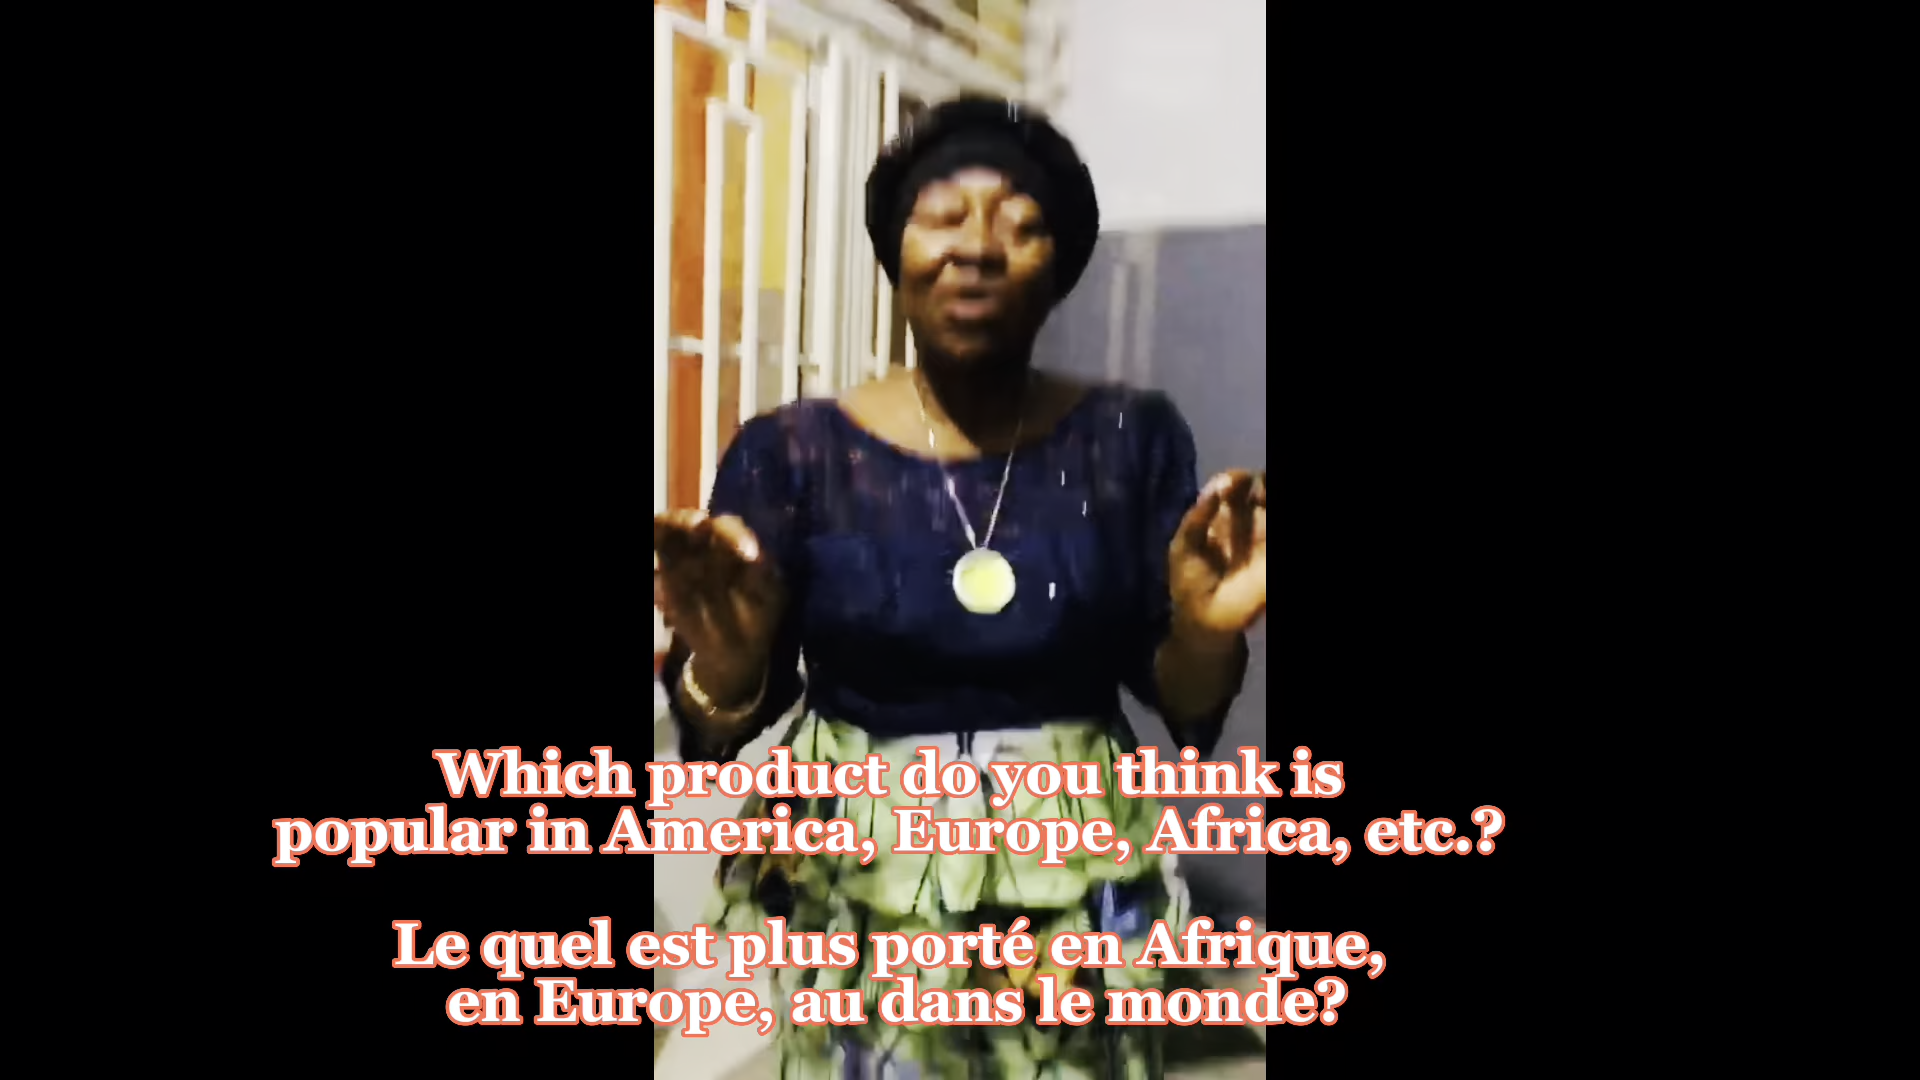 Which product do you think is
popular in America, Europe, Africa, etc.?
Le quel est plus porté en Afrique,
en Europe, au dans le monde?